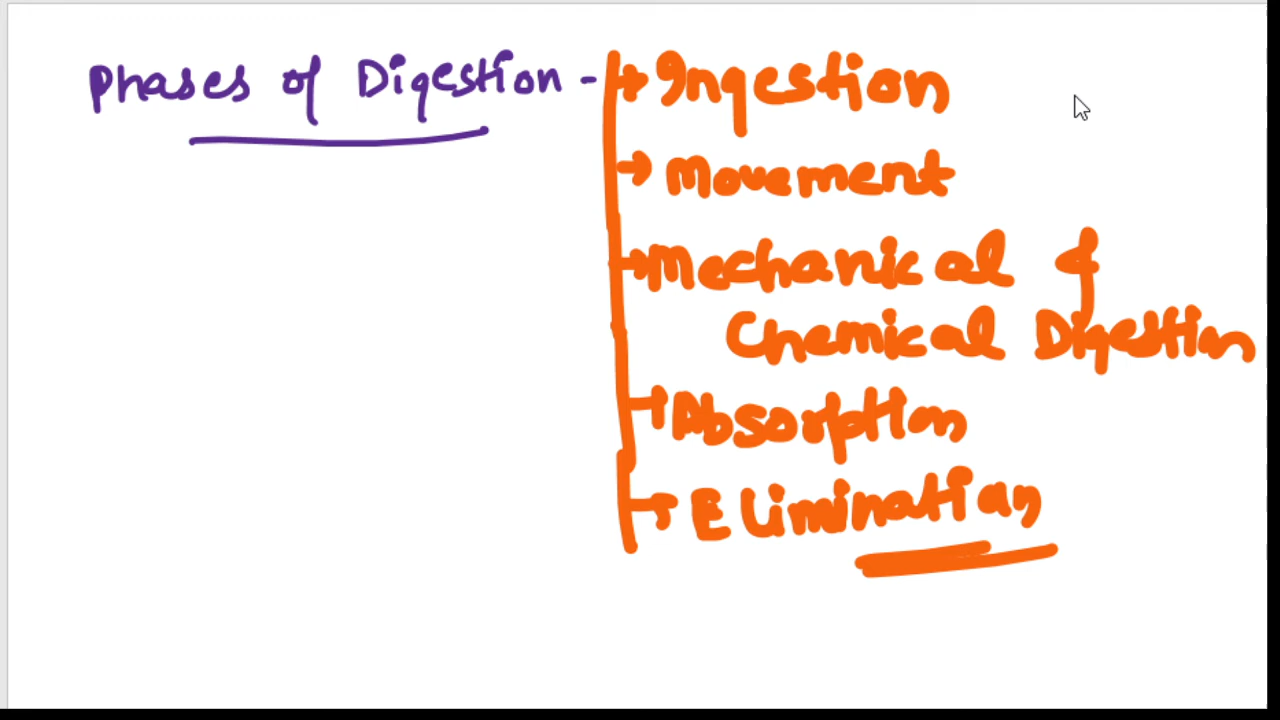 Phases of Digestion - → Ingestion
→ Movement
→ Mechanical &
Chemical Digestion
→ Absorption
→ Elimination